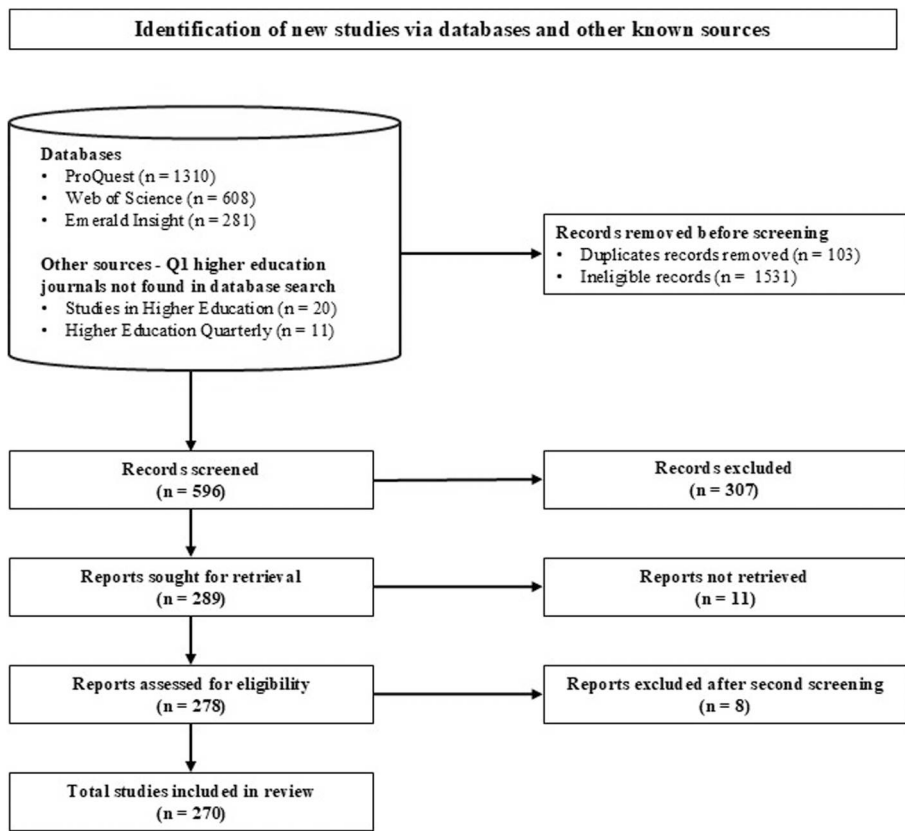 Identification of new studies via databases and other known sources
Databases
• ProQuest (n = 1310)
• Web of Science (n = 608)
• Emerald Insight (n = 281)
Other sources - Q1 higher education
journals not found in database search
• Studies in Higher Education (n = 20)
• Higher Education Quarterly (n = 11)
Records removed before screening
• Duplicates records removed (n = 103)
• Ineligible records (n = 1531)
Records screened
(n = 596)
Records excluded
(n = 307)
Reports sought for retrieval
(n = 289)
Reports not retrieved
(n = 11)
Reports assessed for eligibility
(n = 278)
Reports excluded after second screening
(n = 8)
Total studies included in review
(n = 270)